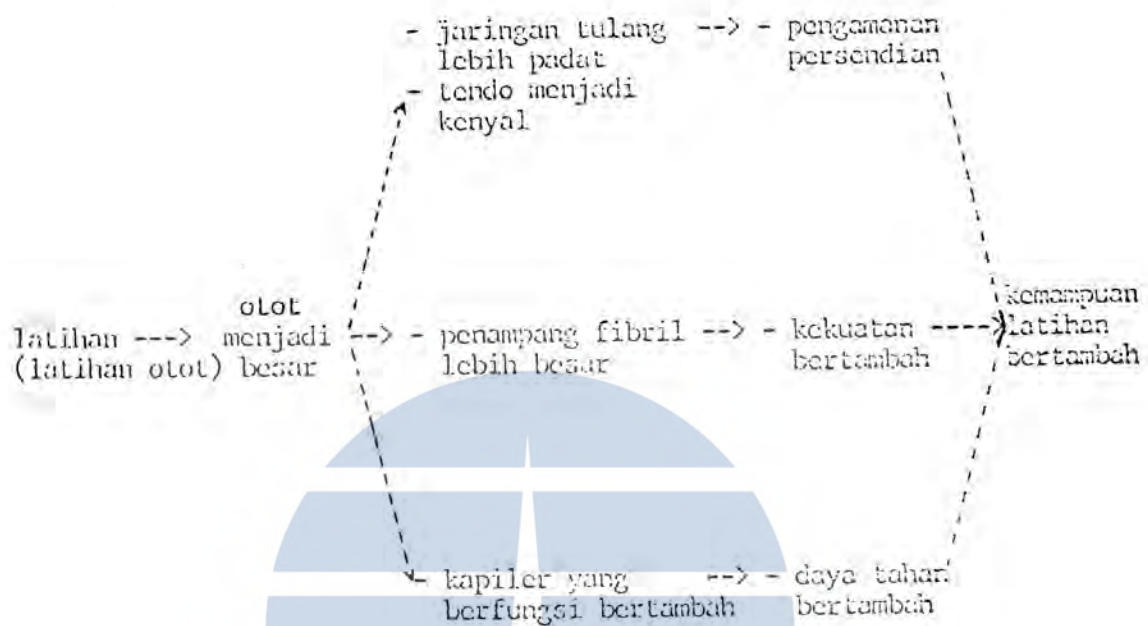 - jaringan tulang --> - pengamanan
lebih padat persendian
- tendo menjadi
kenyal
otot kemampuan
latihan ---> menjadi --> - penampang fibril --> - kekuatan ----> latihan
(latihan otot) besar lebih besar bertambah bertambah
- kapiler yang --> - daya tahan
berfungsi bertambah bertambah